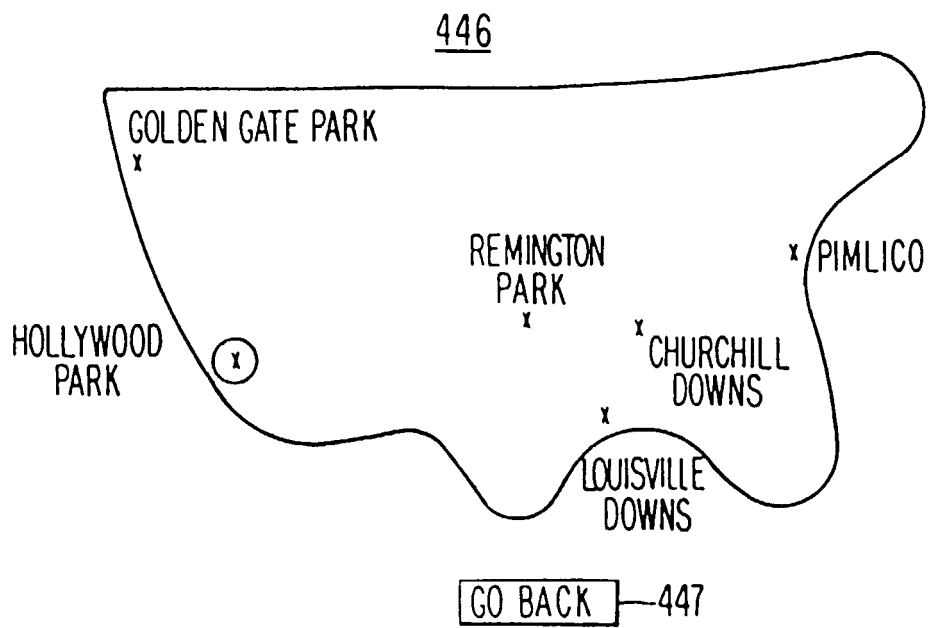 446
GOLDEN GATE PARK
X
REMINGTON
PARK
X
X PIMLICO
HOLLYWOOD
PARK
X
X
CHURCHILL
DOWNS
X
LOUISVILLE
DOWNS
GO BACK 447